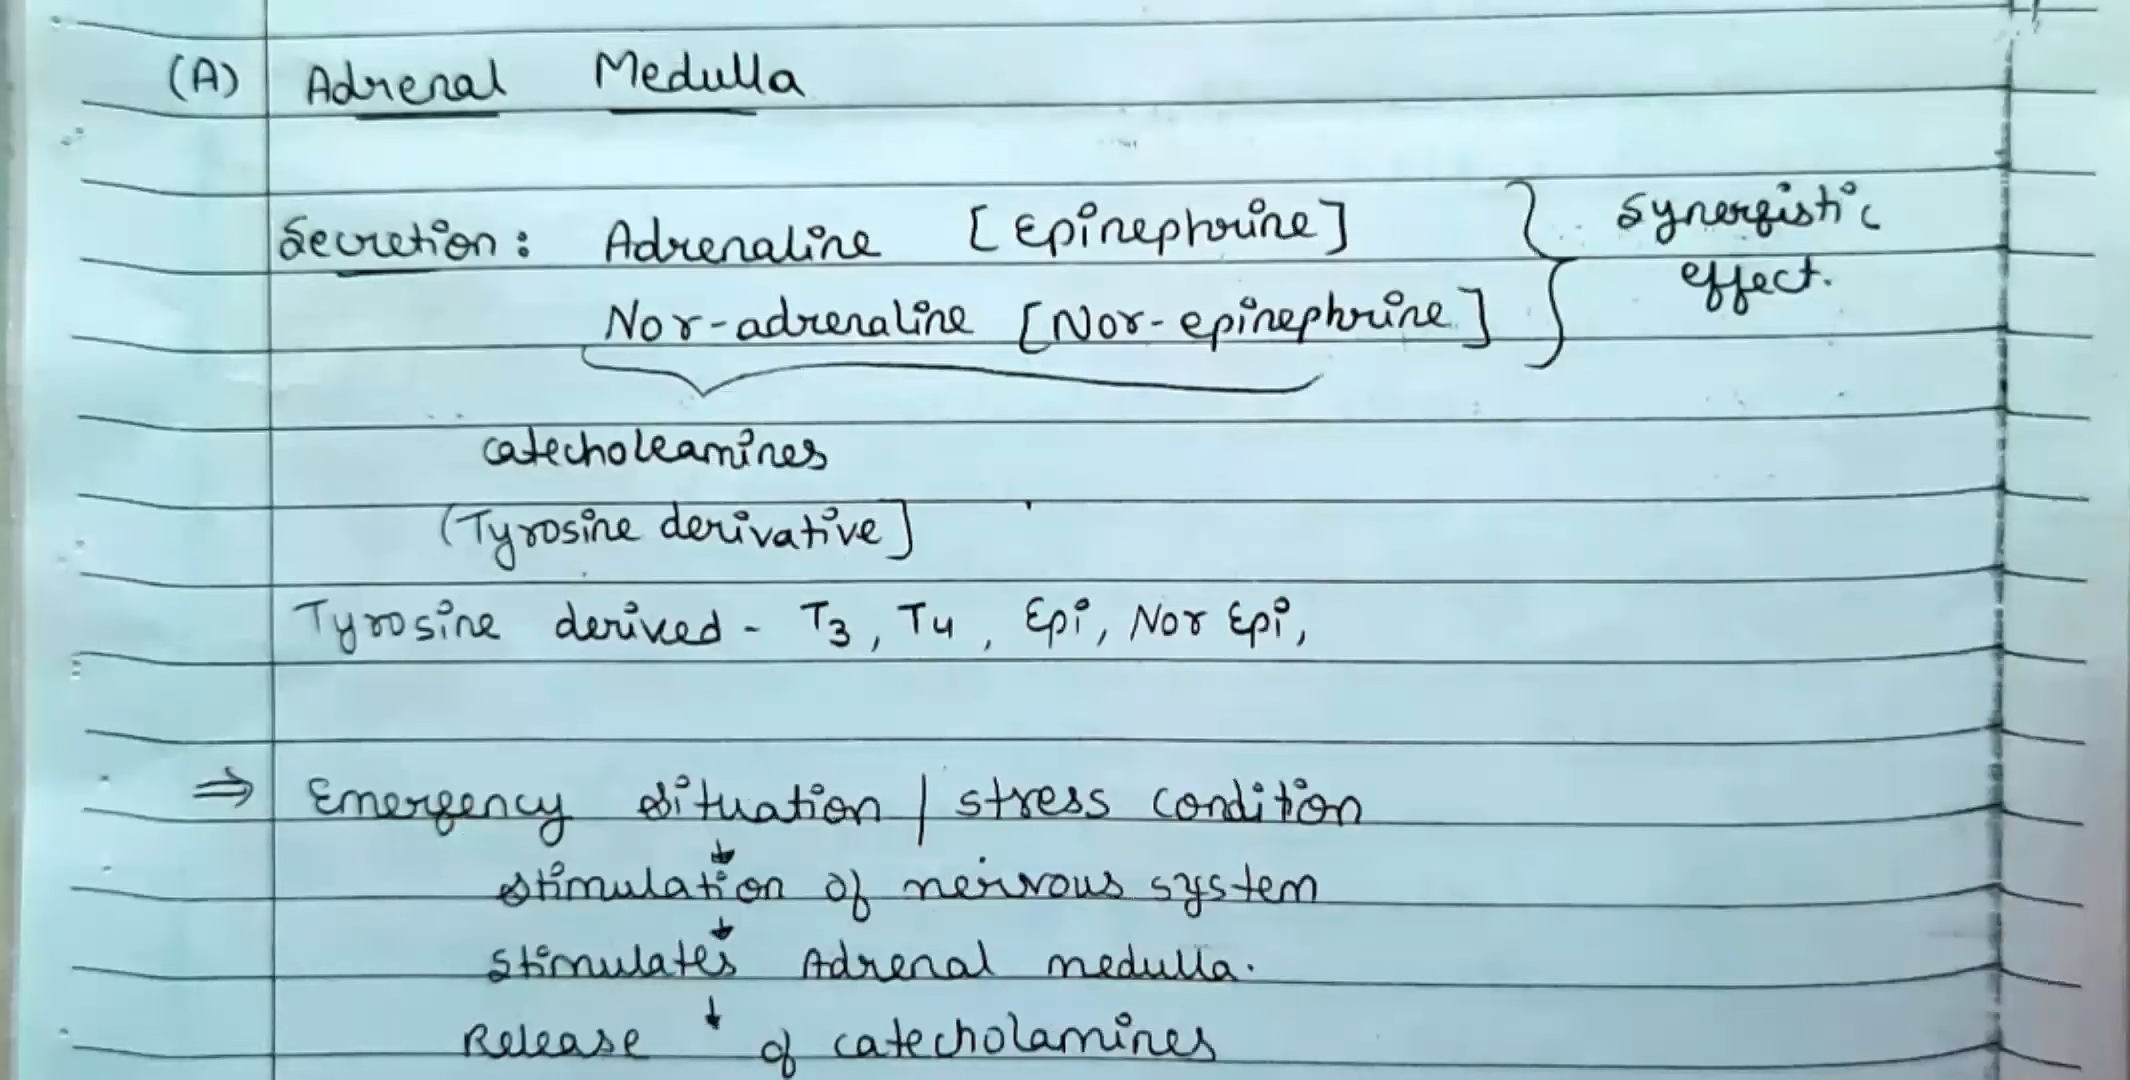 (A) Adrenal Medulla
Secretion: Adrenaline [Epinephrine] } Synergistic
Nor-adrenaline [Nor-epinephrine] } effect.
catecholeamines
(Tyrosine derivative]
Tyrosine derived - T3, T4, Epi, Nor Epi,
⇒ Emergency situation / stress condition
↓
stimulation of nervous system
↓
stimulates Adrenal medulla.
↓
Release of catecholamines